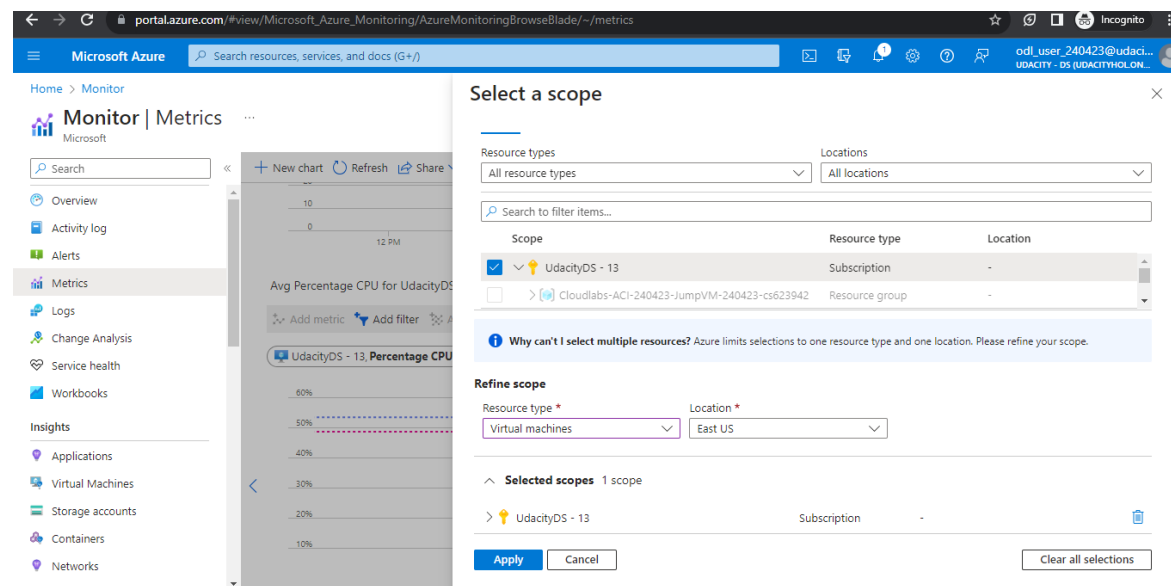 portal.azure.com/#view/Microsoft_Azure_Monitoring/AzureMonitoringBrowseBlade/~/metrics
Incognito
Microsoft Azure
Search resources, services, and docs (G+/)
1
odl_user_240423@udaci...
UDACITY - DS (UDACITYHOL.ON...
Home > Monitor
Monitor | Metrics ...
Microsoft
Search
«
Overview
Activity log
Alerts
Metrics
Logs
Change Analysis
Service health
Workbooks
Insights
Applications
Virtual Machines
Storage accounts
Containers
Networks
New chart Refresh Share
10
0
12 PM
Avg Percentage CPU for UdacityDS
Add metric Add filter
UdacityDS - 13, Percentage CPU
60%
50%
40%
30%
20%
10%
Select a scope
Resource types Locations
All resource types All locations
Search to filter items...
Scope Resource type Location
UdacityDS - 13 Subscription -
Cloudlabs-ACI-240423-JumpVM-240423-cs623942 Resource group -
Why can't I select multiple resources? Azure limits selections to one resource type and one location. Please refine your scope.
Refine scope
Resource type * Location *
Virtual machines East US
Selected scopes 1 scope
UdacityDS - 13 Subscription -
Apply Cancel Clear all selections